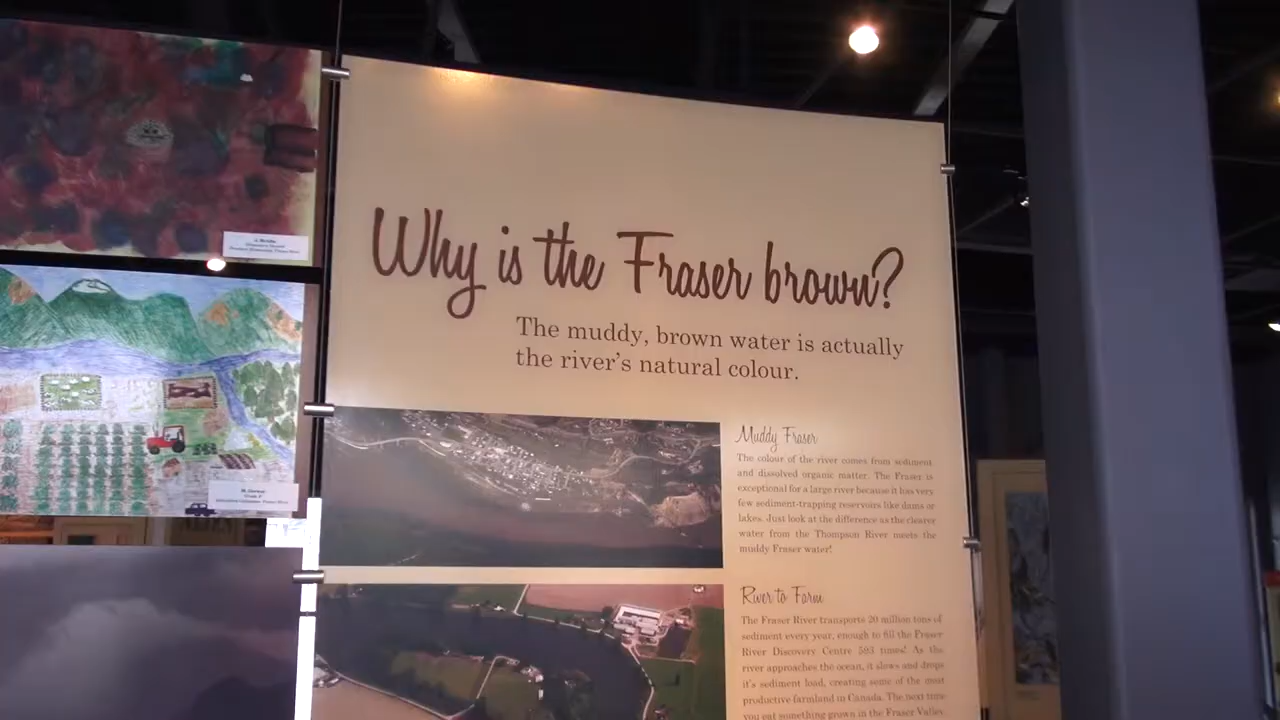 Why is the Fraser brown?
The muddy, brown water is actually
the river's natural colour.
Muddy Fraser
The colour of the river comes from sediment
and dissolved organic matter. The Fraser is
exceptional for a large river because it has very
few sediment-trapping reservoirs like dams or
lakes. Just look at the difference as the clearer
water from the Thompson River meets the
muddy Fraser water!
River to Farm
The Fraser River transports 20 million tons of
sediment every year, enough to fill the Fraser
River Discovery Centre 593 times! As the
river approaches the ocean, it slows and drops
it's sediment load, creating some of the most
productive farmland in Canada. The next time
you eat something grown in the Fraser Valley